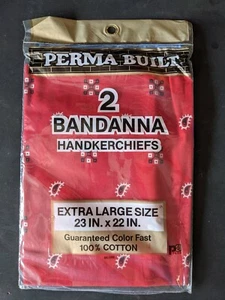 PERMA BUILT
2
BANDANNA
HANDKERCHIEFS
EXTRA LARGE SIZE
23 IN. x 22 IN.
Guaranteed Color Fast
100% COTTON